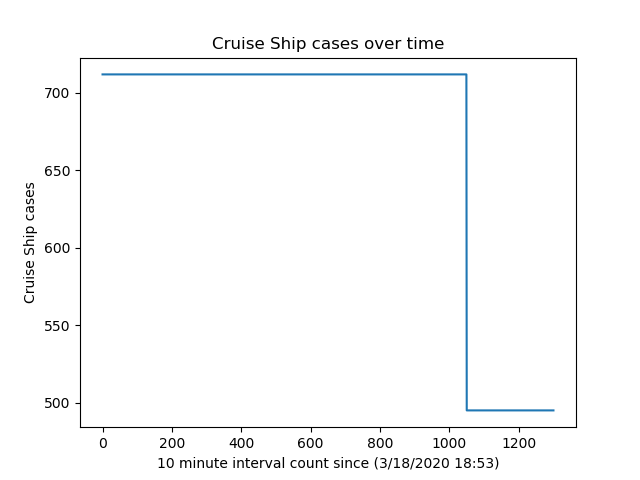 Cruise Ship cases over time
Cruise Ship cases
700
650
600
550
500
0 200 400 600 800 1000 1200
10 minute interval count since (3/18/2020 18:53)